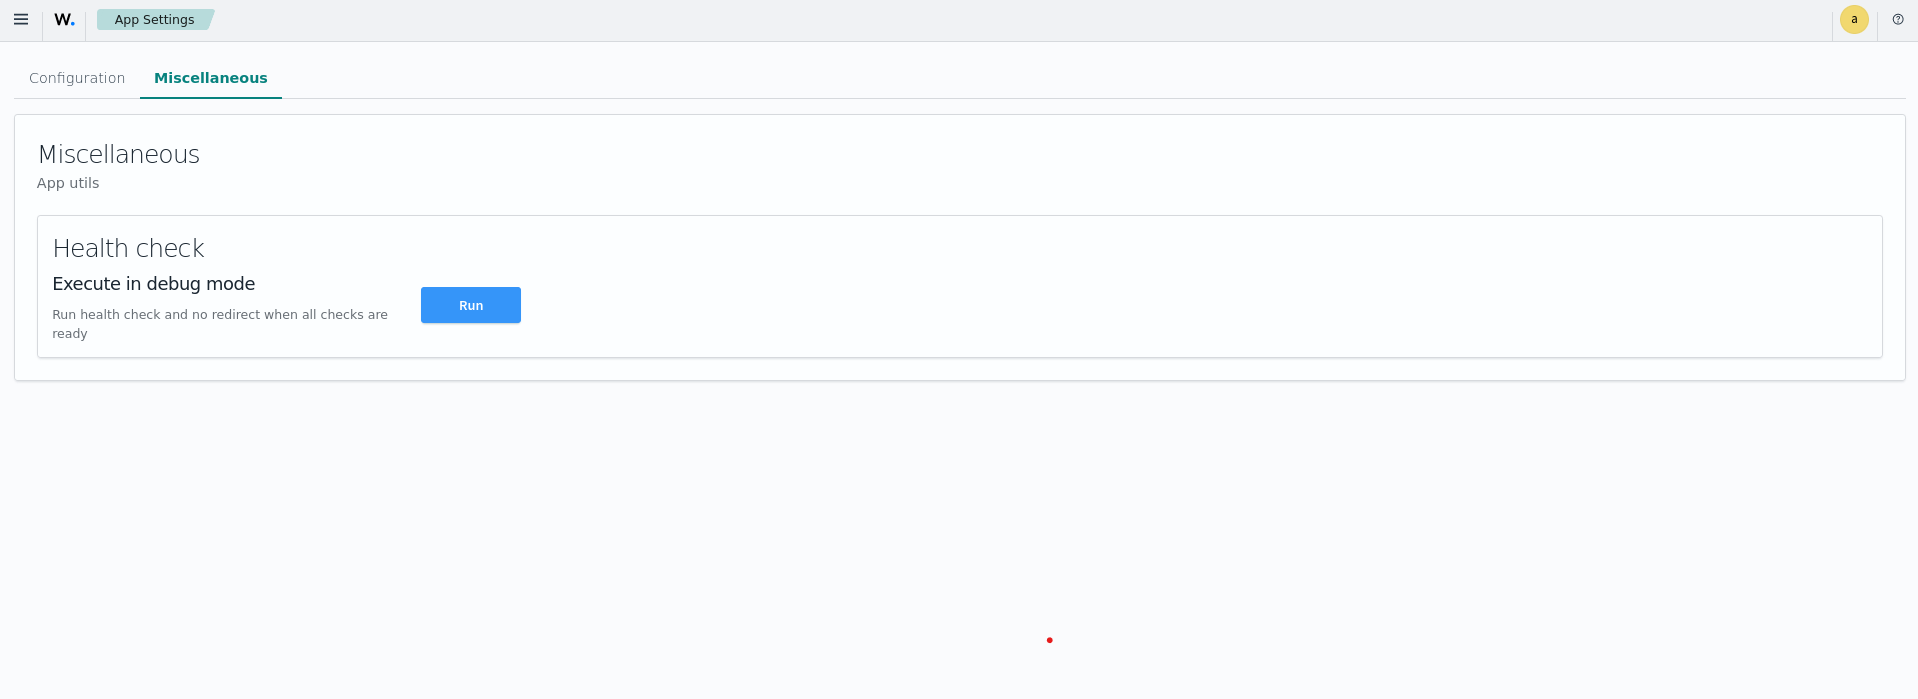 W.
App Settings
a
Configuration
Miscellaneous
Miscellaneous
App utils
Health check
Execute in debug mode
Run health check and no redirect when all checks are
ready
Run